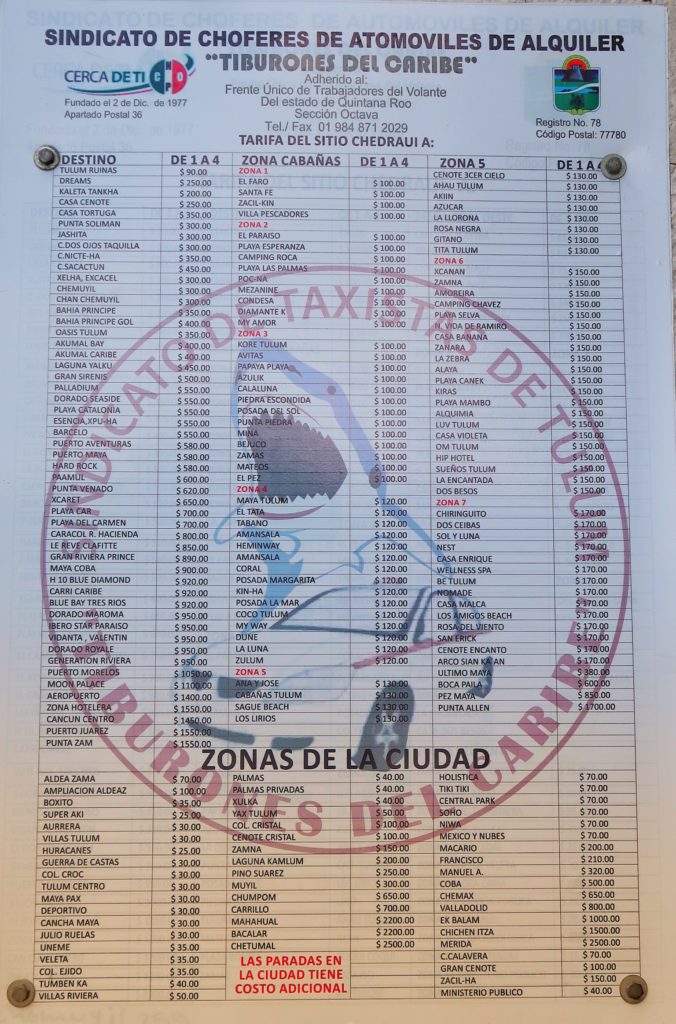 SINDICATO DE CHOFERES DE ATOMOVILES DE ALQUILER
"TIBURONES DEL CARIBE"
CERCA DE TI
Fundado el 2 de Dic. de 1977
Apartado Postal 36
Adherido al:
Frente Único de Trabajadores del Volante
Del estado de Quintana Roo
Sección Octava
Tel./ Fax 01 984 871 2029
Registro No. 78
Código Postal: 77780
TARIFA DEL SITIO CHEDRAUI A:
DESTINO DE 1 A 4
TULUM RUINAS $ 90.00
DREAMS $ 250.00
KALETA TANKHA $ 200.00
CASA CENOTE $ 250.00
CASA TORTUGA $ 350.00
PUNTA SOLIMAN $ 300.00
JASHITA $ 300.00
C.DOS OJOS TAQUILLA $ 300.00
C.NICTE-HA $ 350.00
C.SACACTUN $ 450.00
XELHA, EXCACEL $ 300.00
CHEMUYIL $ 300.00
CHAN CHEMUYIL $ 300.00
BAHIA PRINCIPE $ 350.00
BAHIA PRINCIPE GOL $ 400.00
OASIS TULUM $ 350.00
AKUMAL BAY $ 400.00
AKUMAL CARIBE $ 400.00
LAGUNA YALKU $ 450.00
GRAN SIRENIS $ 500.00
PALLADIUM $ 550.00
DORADO SEASIDE $ 550.00
PLAYA CATALONIA $ 550.00
ESENCIA,XPU-HA $ 550.00
BARCELO $ 550.00
PUERTO AVENTURAS $ 580.00
PUERTO MAYA $ 580.00
HARD ROCK $ 580.00
PAAMUL $ 600.00
PUNTA VENADO $ 620.00
XCARET $ 650.00
PLAYA CAR $ 700.00
PLAYA DEL CARMEN $ 700.00
CARACOL R. HACIENDA $ 800.00
LE REVE CLAFITTE $ 850.00
GRAN RIVIERA PRINCE $ 890.00
MAYA COBA $ 900.00
H 10 BLUE DIAMOND $ 920.00
CARRI CARIBE $ 920.00
BLUE BAY TRES RIOS $ 920.00
DORADO MAROMA $ 950.00
IBERO STAR PARAISO $ 950.00
VIDANTA , VALENTIN $ 950.00
DORADO ROYALE $ 950.00
GENERATION RIVIERA $ 950.00
PUERTO MORELOS $ 1050.00
MOON PALACE $ 1100.00
AEROPUERTO $ 1400.00
ZONA HOTELERA $ 1550.00
CANCUN CENTRO $ 1450.00
PUERTO JUAREZ $ 1550.00
PUNTA ZAM $ 1550.00
ZONA CABAÑAS DE 1 A 4
ZONA 1
EL FARO $ 100.00
SANTA FE $ 100.00
ZACIL-KIN $ 100.00
VILLA PESCADORES $ 100.00
ZONA 2
EL PARAISO $ 100.00
PLAYA ESPERANZA $ 100.00
CAMPING ROCA $ 100.00
PLAYA LAS PALMAS $ 100.00
POC-NA $ 100.00
MEZANINE $ 100.00
CONDESA $ 100.00
DIAMANTE K $ 100.00
MY AMOR $ 100.00
ZONA 3
KORE TULUM $ 100.00
AVITAS $ 100.00
PAPAYA PLAYA $ 100.00
AZULIK $ 100.00
CALALUNA $ 100.00
PIEDRA ESCONDIDA $ 100.00
POSADA DEL SOL $ 100.00
PUNTA PIEDRA $ 100.00
MINA $ 100.00
BEJUCO $ 100.00
ZAMAS $ 100.00
MATEOS $ 100.00
EL PEZ $ 100.00
ZONA 4
MAYA TULUM $ 120.00
EL TATA $ 120.00
TABANO $ 120.00
AMANSALA $ 120.00
HEMINWAY $ 120.00
AMANSALA $ 120.00
CORAL $ 120.00
POSADA MARGARITA $ 120.00
KIN-HA $ 120.00
POSADA LA MAR $ 120.00
COCO TULUM $ 120.00
MY WAY $ 120.00
DUNE $ 120.00
LA LUNA $ 120.00
ZULUM $ 120.00
ZONA 5
ANA Y JOSE $ 130.00
CABAÑAS TULUM $ 130.00
SAGUE BEACH $ 130.00
LOS LIRIOS $ 130.00
ZONA 5 DE 1 A 4
CENOTE 3CER CIELO $ 130.00
AHAU TULUM $ 130.00
AKIIN $ 130.00
AZUCAR $ 130.00
LA LLORONA $ 130.00
ROSA NEGRA $ 130.00
GITANO $ 130.00
TITA TULUM $ 130.00
ZONA 6
XCANAN $ 150.00
ZAMNA $ 150.00
AMOREIRA $ 150.00
CAMPING CHAVEZ $ 150.00
PLAYA SELVA $ 150.00
N. VIDA DE RAMIRO $ 150.00
CASA BANANA $ 150.00
ZAHARA $ 150.00
LA ZEBRA $ 150.00
ALAYA $ 150.00
PLAYA CANEK $ 150.00
KIRAS $ 150.00
PLAYA MAMBO $ 150.00
ALQUIMIA $ 150.00
LUV TULUM $ 150.00
CASA VIOLETA $ 150.00
OM TULUM $ 150.00
HIP HOTEL $ 150.00
SUEÑOS TULUM $ 150.00
LA ENCANTADA $ 150.00
DOS BESOS $ 150.00
ZONA 7
CHIRINGUITO $ 170.00
DOS CEIBAS $ 170.00
SOL Y LUNA $ 170.00
NEST $ 170.00
CASA ENRIQUE $ 170.00
WELLNESS SPA $ 170.00
BE TULUM $ 170.00
NOMADE $ 170.00
CASA MALCA $ 170.00
LOS AMIGOS BEACH $ 170.00
ROSA DEL VIENTO $ 170.00
SAN ERICK $ 170.00
CENOTE ENCANTO $ 170.00
ARCO SIAN KA´AN $ 170.00
ULTIMO MAYA $ 380.00
BOCA PAILA $ 600.00
PEZ MAYA $ 850.00
PUNTA ALLEN $ 1700.00
SINDICATO DE TAXISTAS DE TULUM
"TIBURONES DEL CARIBE"
ZONAS DE LA CIUDAD
ALDEA ZAMA $ 70.00
AMPLIACION ALDEAZ $ 100.00
BOXITO $ 35.00
SUPER AKI $ 25.00
AURRERA $ 30.00
VILLAS TULUM $ 30.00
HURACANES $ 25.00
GUERRA DE CASTAS $ 30.00
COL. CROC $ 30.00
TULUM CENTRO $ 30.00
MAYA PAX $ 30.00
DEPORTIVO $ 30.00
CANCHA MAYA $ 30.00
JULIO RUELAS $ 30.00
UNEME $ 35.00
VELETA $ 35.00
COL. EJIDO $ 35.00
TUMBEN KA $ 40.00
VILLAS RIVIERA $ 50.00
PALMAS $ 40.00
PALMAS PRIVADAS $ 40.00
XULKA $ 40.00
YAX TULUM $ 50.00
COL. CRISTAL $ 100.00
CENOTE CRISTAL $ 100.00
ZAMNA $ 150.00
LAGUNA KAMLUM $ 200.00
PINO SUAREZ $ 250.00
MUYIL $ 300.00
CHUMPOM $ 650.00
CARRILLO $ 700.00
MAHAHUAL $ 2200.00
BACALAR $ 2200.00
CHETUMAL $ 2500.00
LAS PARADAS EN
LA CIUDAD TIENE
COSTO ADICIONAL
HOLISTICA $ 70.00
TIKI TIKI $ 70.00
CENTRAL PARK $ 70.00
SOHO $ 70.00
NIWA $ 70.00
MEXICO Y NUBES $ 70.00
MACARIO $ 200.00
FRANCISCO $ 210.00
MANUEL A. $ 320.00
COBA $ 500.00
CHEMAX $ 650.00
VALLADOLID $ 800.00
EK BALAM $ 1000.00
CHICHEN ITZA $ 1500.00
MERIDA $ 2500.00
C.CALAVERA $ 70.00
GRAN CENOTE $ 100.00
ZACIL-HA $ 150.00
MINISTERIO PUBLICO $ 40.00